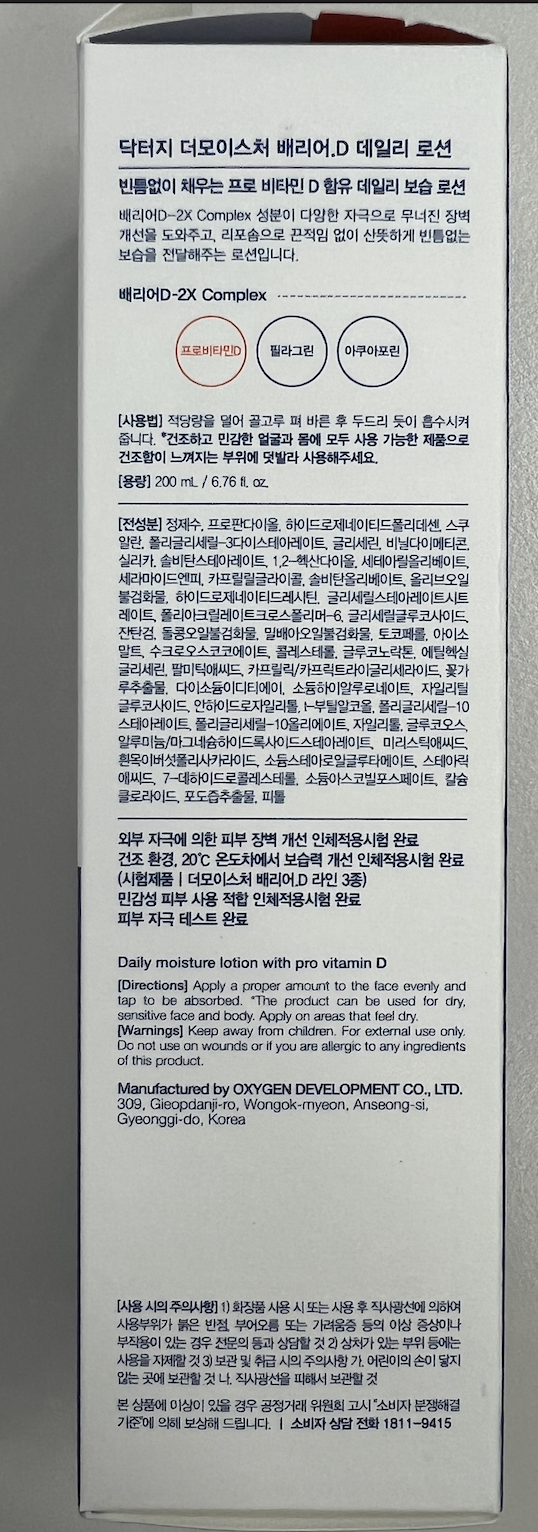 닥터지 더모이스처 배리어.D 데일리 로션
빈틈없이 채우는 프로 비타민 D 함유 데일리 보습 로션
배리어D-2X Complex 성분이 다양한 자극으로 무너진 장벽
개선을 도와주고, 리포솜으로 끈적임 없이 산뜻하게 빈틈없는
보습을 전달해주는 로션입니다.
배리어D-2X Complex
프로비타민D 필라그린 아쿠아포린
[사용법] 적당량을 덜어 골고루 펴 바른 후 두드리 듯이 흡수시켜
줍니다. *건조하고 민감한 얼굴과 몸에 모두 사용 가능한 제품으로
건조함이 느껴지는 부위에 덧발라 사용해주세요.
[용량] 200 mL / 6.76 fl. oz.
[전성분] 정제수, 프로판다이올, 하이드로제네이티드폴리데센, 스쿠
알란, 폴리글리세릴-3다이스테아레이트, 글리세린, 비닐다이메티콘,
실리카, 솔비탄스테아레이트, 1,2-헥산다이올, 세테아릴올리베이트,
세라마이드엔피, 카프릴릴글라이콜, 솔비탄올리베이트, 올리브오일
불검화물, 하이드로제네이티드레시틴, 글리세릴스테아레이트시트
레이트, 폴리아크릴레이트크로스폴리머-6, 글리세릴글루코사이드,
잔탄검, 돌콩오일불검화물, 밀배아오일불검화물, 토코페롤, 아이소
말트, 수크로오스코코에이트, 콜레스테롤, 글루코노락톤, 에틸헥실
글리세린, 팔미틱애씨드, 카프릴릭/카프릭트라이글리세라이드, 꽃가
루추출물, 다이소듐이디티에이, 소듐하이알루로네이트, 자일리틸
글루코사이드, 안하이드로자일리톨, t-부틸알코올, 폴리글리세릴-10
스테아레이트, 폴리글리세릴-10올리에이트, 자일리톨, 글루코오스,
알루미늄/마그네슘하이드록사이드스테아레이트, 미리스틱애씨드,
흰목이버섯폴리사카라이드, 소듐스테아로일글루타메이트, 스테아릭
애씨드, 7-데하이드로콜레스테롤, 소듐아스코빌포스페이트, 칼슘
클로라이드, 포도즙추출물, 피톨
외부 자극에 의한 피부 장벽 개선 인체적용시험 완료
건조 환경, 20℃ 온도차에서 보습력 개선 인체적용시험 완료
(시험제품 | 더모이스처 배리어.D 라인 3종)
민감성 피부 사용 적합 인체적용시험 완료
피부 자극 테스트 완료
Daily moisture lotion with pro vitamin D
[Directions] Apply a proper amount to the face evenly and
tap to be absorbed. *The product can be used for dry,
sensitive face and body. Apply on areas that feel dry.
[Warnings] Keep away from children. For external use only.
Do not use on wounds or if you are allergic to any ingredients
of this product.
Manufactured by OXYGEN DEVELOPMENT CO., LTD.
309, Gieopdanji-ro, Wongok-myeon, Anseong-si,
Gyeonggi-do, Korea
[사용 시의 주의사항] 1) 화장품 사용 시 또는 사용 후 직사광선에 의하여
사용부위가 붉은 반점, 부어오름 또는 가려움증 등의 이상 증상이나
부작용이 있는 경우 전문의 등과 상담할 것 2) 상처가 있는 부위 등에는
사용을 자제할 것 3) 보관 및 취급 시의 주의사항 가. 어린이의 손이 닿지
않는 곳에 보관할 것 나. 직사광선을 피해서 보관할 것
본 상품에 이상이 있을 경우 공정거래 위원회 고시 "소비자 분쟁해결
기준"에 의해 보상해 드립니다. | 소비자 상담 전화 1811-9415